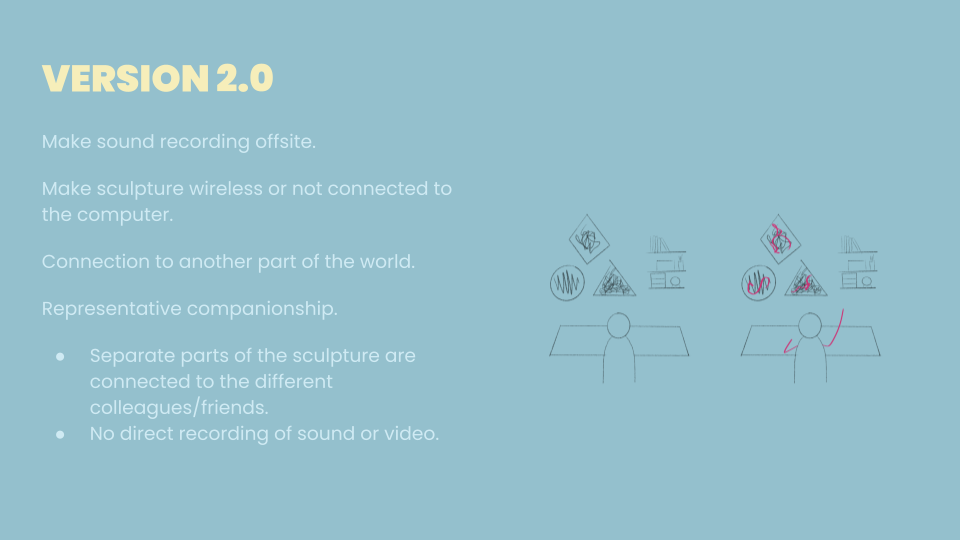 VERSION 2.0
Make sound recording offsite.
Make sculpture wireless or not connected to
the computer.
Connection to another part of the world.
Representative companionship.
● Separate parts of the sculpture are
connected to the different
colleagues/friends.
● No direct recording of sound or video.